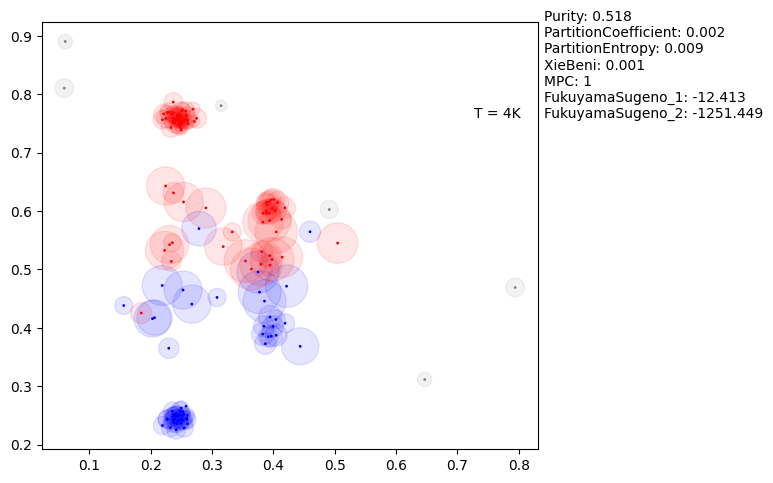 Purity: 0.518
PartitionCoefficient: 0.002
PartitionEntropy: 0.009
XieBeni: 0.001
MPC: 1
FukuyamaSugeno_1: -12.413
FukuyamaSugeno_2: -1251.449
T = 4K
0.9
0.8
0.7
0.6
0.5
0.4
0.3
0.2
0.1 0.2 0.3 0.4 0.5 0.6 0.7 0.8